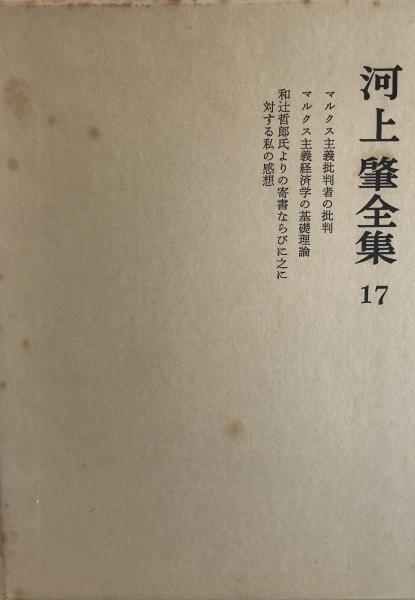 河上 肇全集
17
マルクス主義批判者の批判
マルクス主義経済学の基礎理論
和辻哲郎氏よりの寄書ならびに之に
対する私の感想